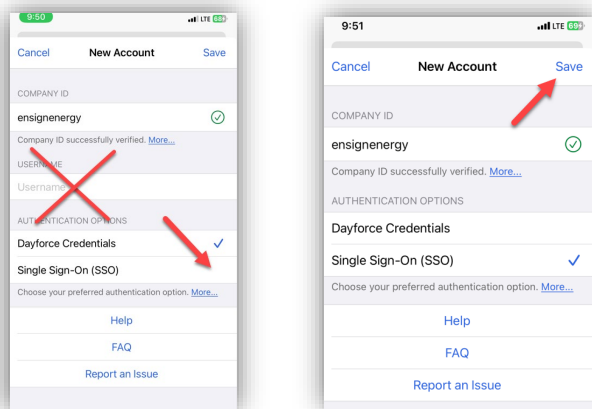 9:50
LTE 68
Cancel New Account Save
COMPANY ID
ensignenergy
Company ID successfully verified. More...
USERNAME
Username
AUTHENTICATION OPTIONS
Dayforce Credentials
Single Sign-On (SSO)
Choose your preferred authentication option. More...
Help
FAQ
Report an Issue
9:51
LTE 69
Cancel New Account Save
COMPANY ID
ensignenergy
Company ID successfully verified. More...
AUTHENTICATION OPTIONS
Dayforce Credentials
Single Sign-On (SSO)
Choose your preferred authentication option. More...
Help
FAQ
Report an Issue